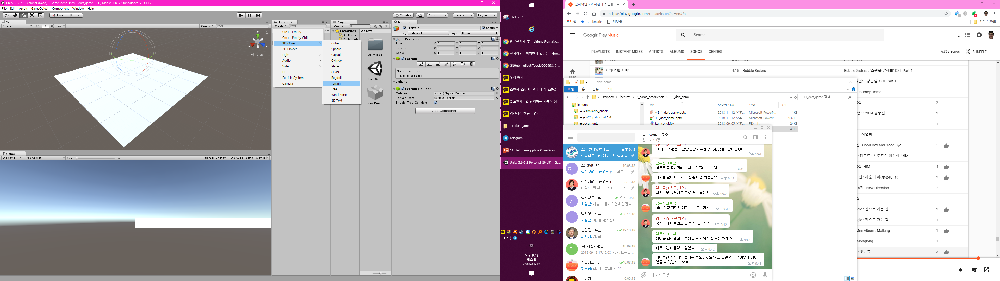 Unity 5.6.6f2 Personal (64bit) - GameScene.unity - dart_game - PC, Mac & Linux Standalone* <DX11>
File Edit Assets GameObject Component Window Help
Pivot Local
Collab Account Layers Layout
Scene
Shaded 2D Gizmos All
y
x z
Persp
Game
Display 1 Free Aspect Scale 1x Maximize On Play Mute Audio Stats Gizmos
Hierarchy
Create All
Create Empty
Create Empty Child
3D Object
2D Object
Light
Audio
Video
UI
Particle System
Camera
Cube
Sphere
Capsule
Cylinder
Plane
Quad
Ragdoll...
Terrain
Tree
Wind Zone
3D Text
Project
Create
Favorites
All Materia
All Models
Assets
3d_models
GameScene
New Terrain
Inspector
Terrain Static
Tag Untagged Layer Default
Transform
Position X 0 Y 0 Z 0
Rotation X 0 Y 0 Z 0
Scale X 1 Y 1 Z 1
Terrain
No tool selected
Please select a tool
Lighting
Terrain Collider
Material None (Physic Material)
Terrain Data New Terrain
Enable Tree Colliders
Add Component
캡처 도구
받은편지함 (2) - airjung@gmail.c...
짚시여인 - 이치현과 벗님들 - Goo...
GitHub - gilbutITbook/006998: 유...
우리 얘기
조현석, 조민지, 우리 얘기, 조한준
발토앤제이와 함께하는 거북이 정...
김선정(이현근,다연)
11_dart_game
Telegram
11_dart_game.pptx - PowerPoint
Unity 5.6.6f2 Personal (64bit) - Ga...
오후 9:48
월요일
2018-11-12
짚시여인 - 이치현과 벗님들
https://play.google.com/music/listen?hl=en#/all
앱 Bookmarks 대댓글 기타 북마크
Google Play Music
Search
PLAYLISTS INSTANT MIXES ARTISTS ALBUMS SONGS GENRES
6,362 Songs SHUFFLE
Home
지워야 할 사람 4:15 Bubble Sisters Bubble Sisters : '소원을 말해봐' OST Part.4
일의 낭군님' OST Part.1
Journey Home
2
행보 2014 윤종신 2
1
: 직업병
집 - Good Day and Good Bye 5
과 김루트 : 신루트의 이상한 나라
3집: HIM 4
지션 : 사춘기 하(思春記 下) 3
15집 : New Direction 2
집
ngle : 집으로 가는 길 2
ngle : 집으로 가는 길 1
Mini Album : Mallang 1
Monglong 1
과 벗님들 3
11_dart_game
파일 홈 공유 보기
Dropbox › lectures › 2_game_production › 11_dart_game
11_dart_game 검색
lectures
★★similarity_check
★★WCopyfind_v4.1.4
★documents
이름 수정한 날짜 유형 크기
~$11_dart_game.pptx 2018-11-12 오후... Microsoft PowerP... 1KB
11_dart_game.pptx 2018-11-12 오후... Microsoft PowerP... 937KB
bamsongi.fbx 2018-09-05 오후... FBX 파일 24KB
41KB
검색
융합SW학과 교수
참가자 10명
융합SW학과 교수 오후 9:43
김유섭교수님: 걔네한텐 실질...
GVE 교수 16.03.18
김선정(이현근,다연): 문 잠그...
김선정(이현근,다연) 2.11.18
아참! 이말 하려는게 아닌데, 게...
김의직교수님 오전 10:20
회원님: 사실 그래서 의견취합만 하...
박찬영교수님 6.11.18
회원님: 아, 예. 알겠습니다
송창근교수님 19.10.18
회원님: 예, 교수님.
지진희알림 18.09.18
2018-09-18 17:12:08 출처 : 트위터 ...
김유섭교수님 9.08.18
회원님: 옙, 감사합니다...^^
김태형 9.05.18
김선정(이현근,다연)
그 외의 것들은 조금만 신경써주면 좋았을 것을.. 안타깝습니다
오후 9:41
김유섭교수님
아무튼 공공기관에서 하는 것들이 다 그렇지요... 오후 9:41
자기들 일이 아니라고 정말 대충 하는군요 오후 9:42
김선정(이현근,다연)
나랏돈을 그렇게 함부로 써도 되는지 오후 9:42
김유섭교수님
어디 실적 될만한 간판이나 구하면서... 오후 9:42
김선정(이현근,다연)
국정감사에 올리고 싶었습니다. ㅎㅎ 오후 9:42
김유섭교수님
걔네들 입장에서는 그게 나랏돈 가장 잘 쓰는 거에요. 오후 9:42
퍼듀라는 이름값도 얻었고... 오후 9:42
걔네한텐 실질적인 효과는 중요하지도 않고, 그런 것들을 어떻게 해야
얻을 수 있는지도 모르니... 오후 9:43
메시지 작성...